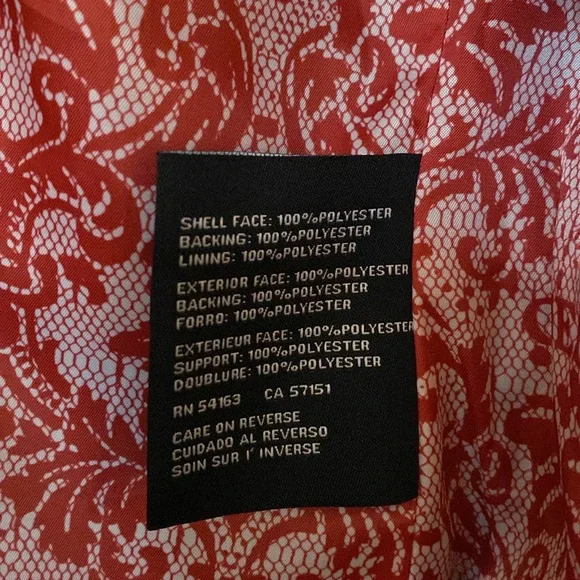 SHELL FACE: 100%POLYESTER
BACKING: 100%POLYESTER
LINING: 100%POLYESTER
EXTERIOR FACE: 100%POLYESTER
BACKING: 100%POLYESTER
FORRO: 100%POLYESTER
EXTERIEUR FACE: 100%POLYESTER
SUPPORT: 100%POLYESTER
DOUBLURE: 100%POLYESTER
RN 54163 CA 57151
CARE ON REVERSE
CUIDADO AL REVERSO
SOIN SUR I' INVERSE